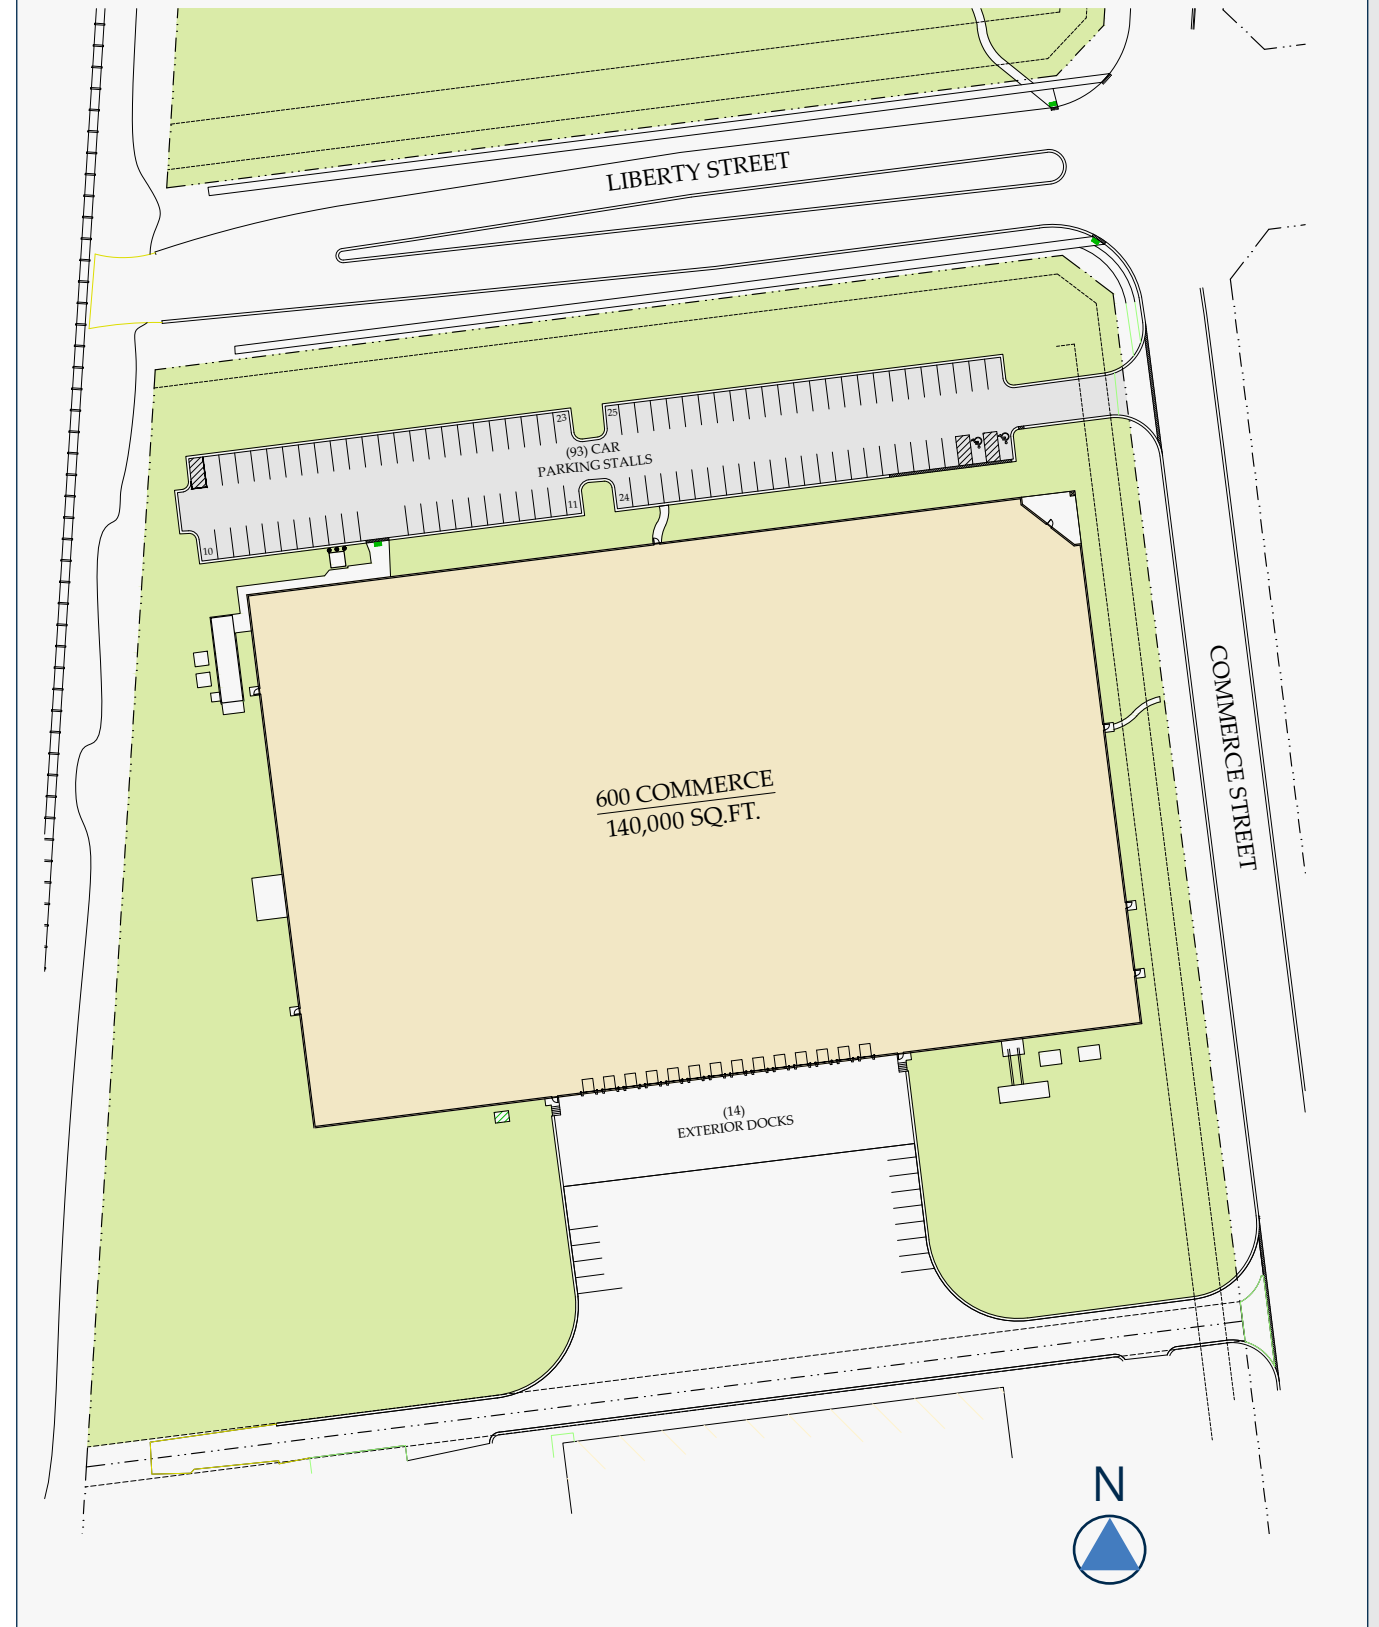 LIBERTY STREET
23
25
(93) CAR
PARKING STALLS
11
24
10
COMMERCE STREET
600 COMMERCE
140,000 SQ.FT.
(14)
EXTERIOR DOCKS
N